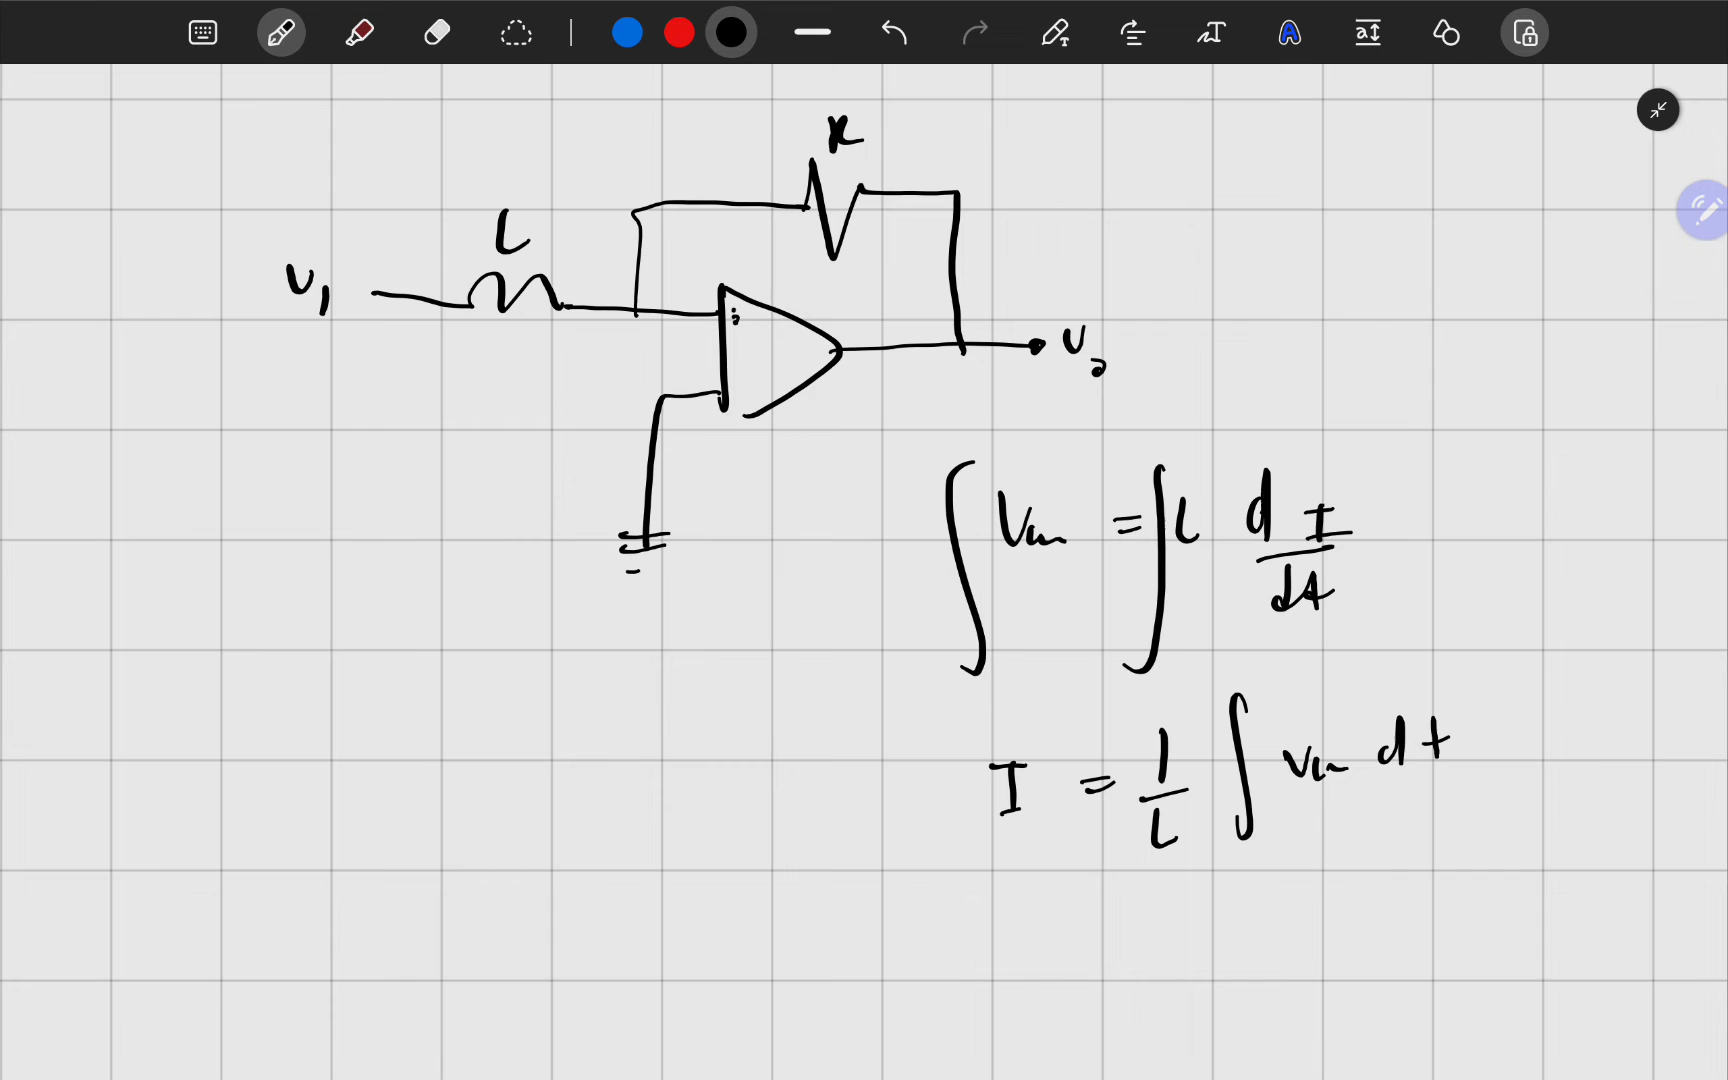 R
L
V1
V2
∫ Vin = ∫ L dI/dt
I = 1/L ∫ Vin dt